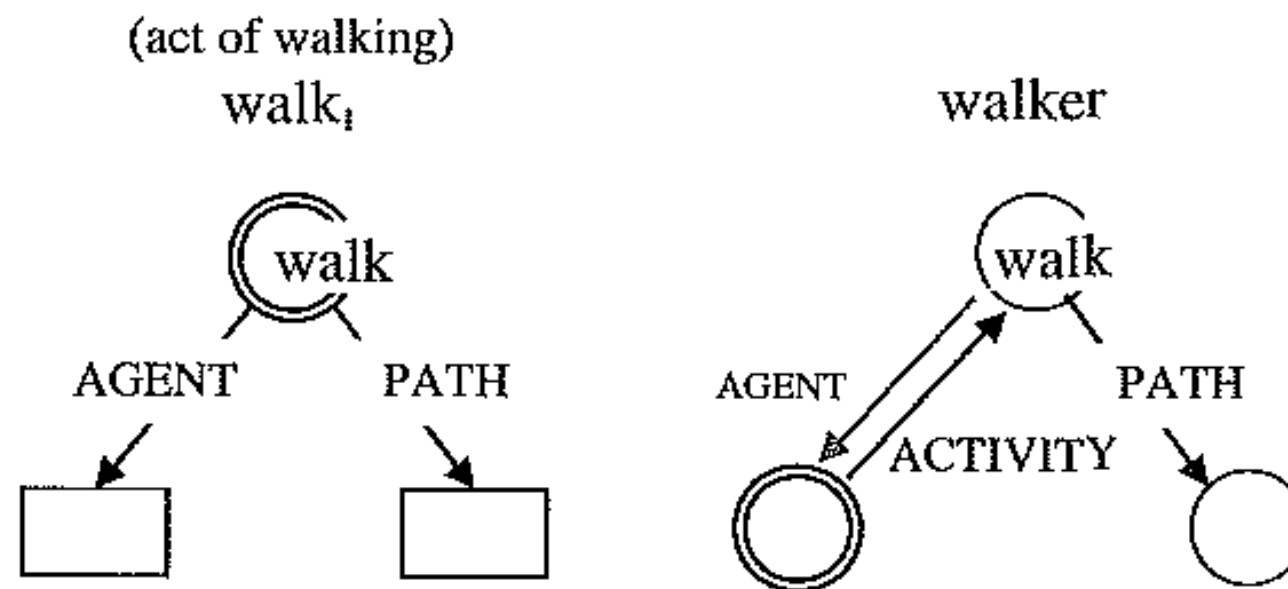 (act of walking)
walk₁
walker
walk
walk
AGENT
PATH
AGENT
PATH
ACTIVITY